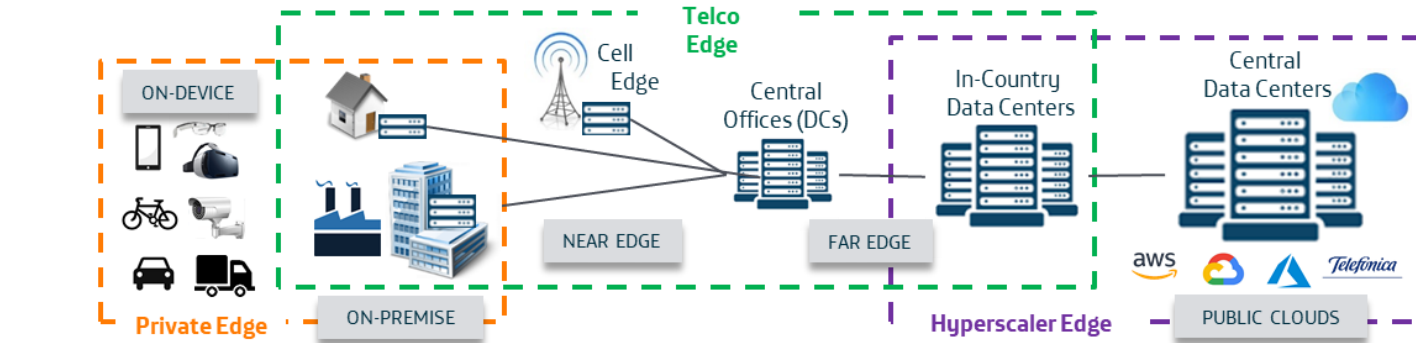 Telco
Edge
ON-DEVICE
Cell
Edge
Central
Offices (DCs)
In-Country
Data Centers
Central
Data Centers
NEAR EDGE
FAR EDGE
aws
Telefónica
Private Edge
ON-PREMISE
Hyperscaler Edge
PUBLIC CLOUDS